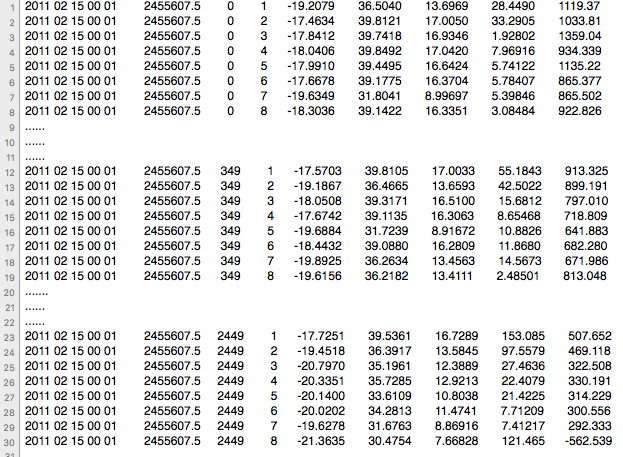 1 2011 02 15 00 01 2455607.5 0 1 -19.2079 36.5040 13.6969 28.4490 1119.37
2 2011 02 15 00 01 2455607.5 0 2 -17.4634 39.8121 17.0050 33.2905 1033.81
3 2011 02 15 00 01 2455607.5 0 3 -17.8412 39.7418 16.9346 1.92802 1359.04
4 2011 02 15 00 01 2455607.5 0 4 -18.0406 39.8492 17.0420 7.96916 934.339
5 2011 02 15 00 01 2455607.5 0 5 -17.9910 39.4495 16.6424 5.74122 1135.22
6 2011 02 15 00 01 2455607.5 0 6 -17.6678 39.1775 16.3704 5.78407 865.377
7 2011 02 15 00 01 2455607.5 0 7 -19.6349 31.8041 8.99697 5.39846 865.502
8 2011 02 15 00 01 2455607.5 0 8 -18.3036 39.1422 16.3351 3.08484 922.826
9 ......
10 ......
11 ......
12 2011 02 15 00 01 2455607.5 349 1 -17.5703 39.8105 17.0033 55.1843 913.325
13 2011 02 15 00 01 2455607.5 349 2 -19.1867 36.4665 13.6593 42.5022 899.191
14 2011 02 15 00 01 2455607.5 349 3 -18.0508 39.3171 16.5100 15.6812 797.010
15 2011 02 15 00 01 2455607.5 349 4 -17.6742 39.1135 16.3063 8.65468 718.809
16 2011 02 15 00 01 2455607.5 349 5 -19.6884 31.7239 8.91672 10.8826 641.883
17 2011 02 15 00 01 2455607.5 349 6 -18.4432 39.0880 16.2809 11.8680 682.280
18 2011 02 15 00 01 2455607.5 349 7 -19.8925 36.2634 13.4563 14.5673 671.986
19 2011 02 15 00 01 2455607.5 349 8 -19.6156 36.2182 13.4111 2.48501 813.048
20 .......
21 ......
22 ......
23 2011 02 15 00 01 2455607.5 2449 1 -17.7251 39.5361 16.7289 153.085 507.652
24 2011 02 15 00 01 2455607.5 2449 2 -19.4518 36.3917 13.5845 97.5579 469.118
25 2011 02 15 00 01 2455607.5 2449 3 -20.7970 35.1961 12.3889 27.4636 322.508
26 2011 02 15 00 01 2455607.5 2449 4 -20.3351 35.7285 12.9213 22.4079 330.191
27 2011 02 15 00 01 2455607.5 2449 5 -20.1400 33.6109 10.8038 21.4225 314.229
28 2011 02 15 00 01 2455607.5 2449 6 -20.0202 34.2813 11.4741 7.71209 300.556
29 2011 02 15 00 01 2455607.5 2449 7 -19.6278 31.6763 8.86916 7.41217 292.333
30 2011 02 15 00 01 2455607.5 2449 8 -21.3635 30.4754 7.66828 121.465 -562.539